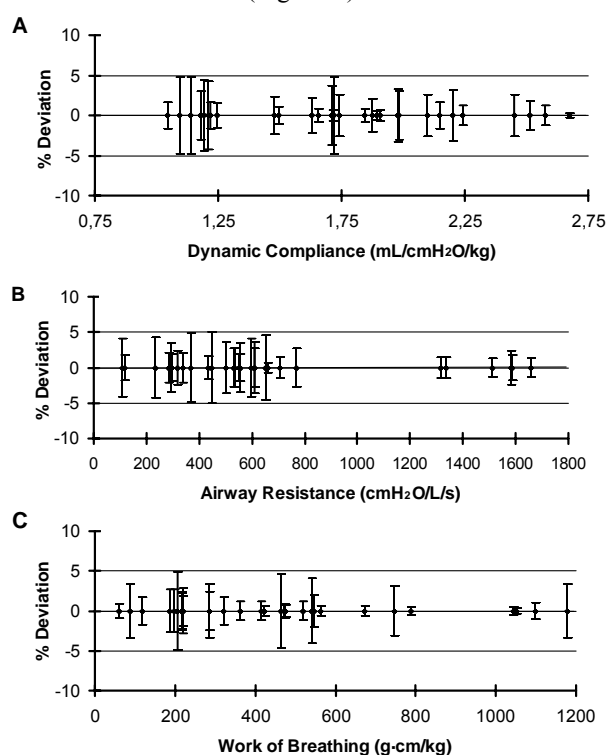 A
10
5
0
-5
-10
% Deviation
0,75 1,25 1,75 2,25 2,75
Dynamic Compliance (mL/cmH₂O/kg)
B
10
5
0
-5
-10
% Deviation
0 200 400 600 800 1000 1200 1400 1600 1800
Airway Resistance (cmH₂O/L/s)
C
10
5
0
-5
-10
% Deviation
0 200 400 600 800 1000 1200
Work of Breathing (g·cm/kg)